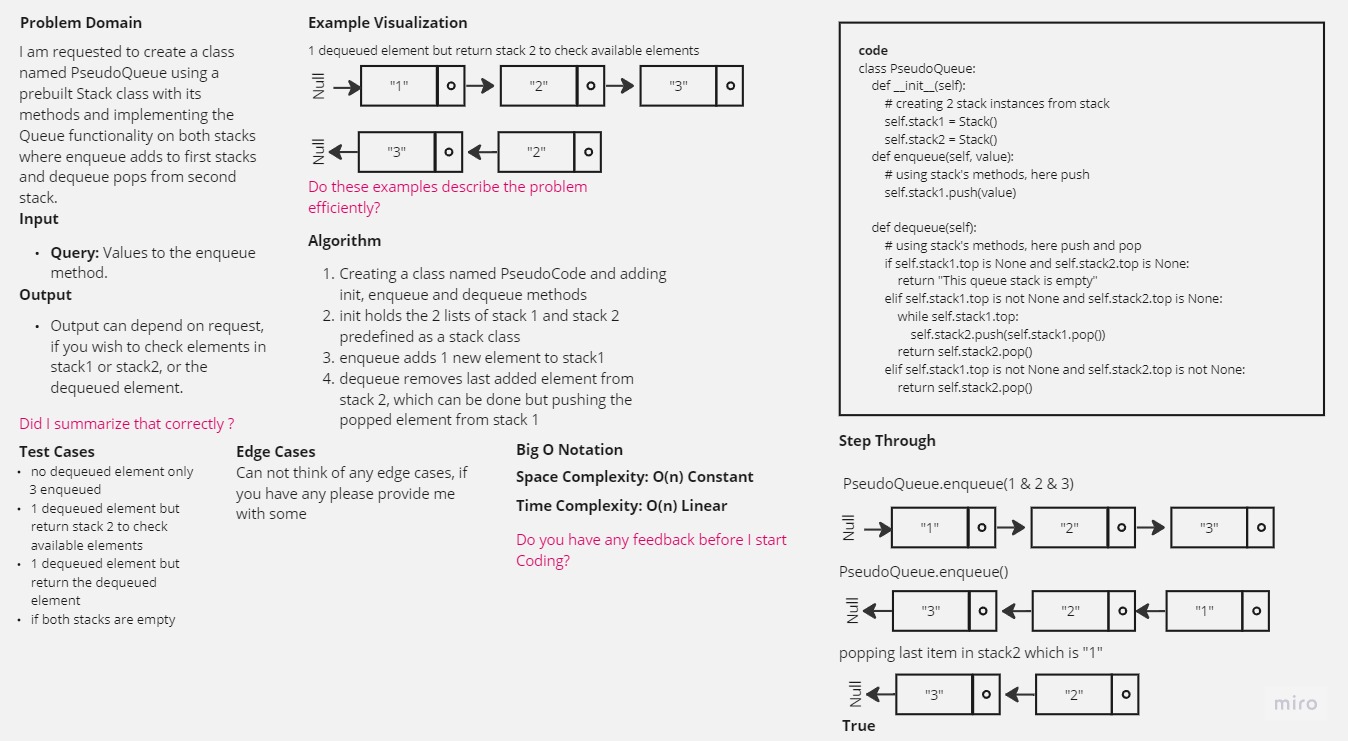 Problem Domain
I am requested to create a class
named PseudoQueue using a
prebuilt Stack class with its
methods and implementing the
Queue functionality on both stacks
where enqueue adds to first stacks
and dequeue pops from second
stack.
Input
• Query: Values to the enqueue
method.
Output
• Output can depend on request,
if you wish to check elements in
stack1 or stack2, or the
dequeued element.
Did I summarize that correctly ?
Example Visualization
1 dequeued element but return stack 2 to check available elements
Null "1" "2" "3"
Null "3" "2"
Do these examples describe the problem
efficiently?
Algorithm
1. Creating a class named PseudoCode and adding
init, enqueue and dequeue methods
2. init holds the 2 lists of stack 1 and stack 2
predefined as a stack class
3. enqueue adds 1 new element to stack1
4. dequeue removes last added element from
stack 2, which can be done but pushing the
popped element from stack 1
Test Cases
• no dequeued element only
3 enqueued
• 1 dequeued element but
return stack 2 to check
available elements
• 1 dequeued element but
return the dequeued
element
• if both stacks are empty
Edge Cases
Can not think of any edge cases, if
you have any please provide me
with some
Big O Notation
Space Complexity: O(n) Constant
Time Complexity: O(n) Linear
Do you have any feedback before I start
Coding?
code
class PseudoQueue:
def __init__(self):
# creating 2 stack instances from stack
self.stack1 = Stack()
self.stack2 = Stack()
def enqueue(self, value):
# using stack's methods, here push
self.stack1.push(value)
def dequeue(self):
# using stack's methods, here push and pop
if self.stack1.top is None and self.stack2.top is None:
return "This queue stack is empty"
elif self.stack1.top is not None and self.stack2.top is None:
while self.stack1.top:
self.stack2.push(self.stack1.pop())
return self.stack2.pop()
elif self.stack1.top is not None and self.stack2.top is not None:
return self.stack2.pop()
Step Through
PseudoQueue.enqueue(1 & 2 & 3)
Null "1" "2" "3"
PseudoQueue.enqueue()
Null "3" "2" "1"
popping last item in stack2 which is "1"
Null "3" "2"
True
miro